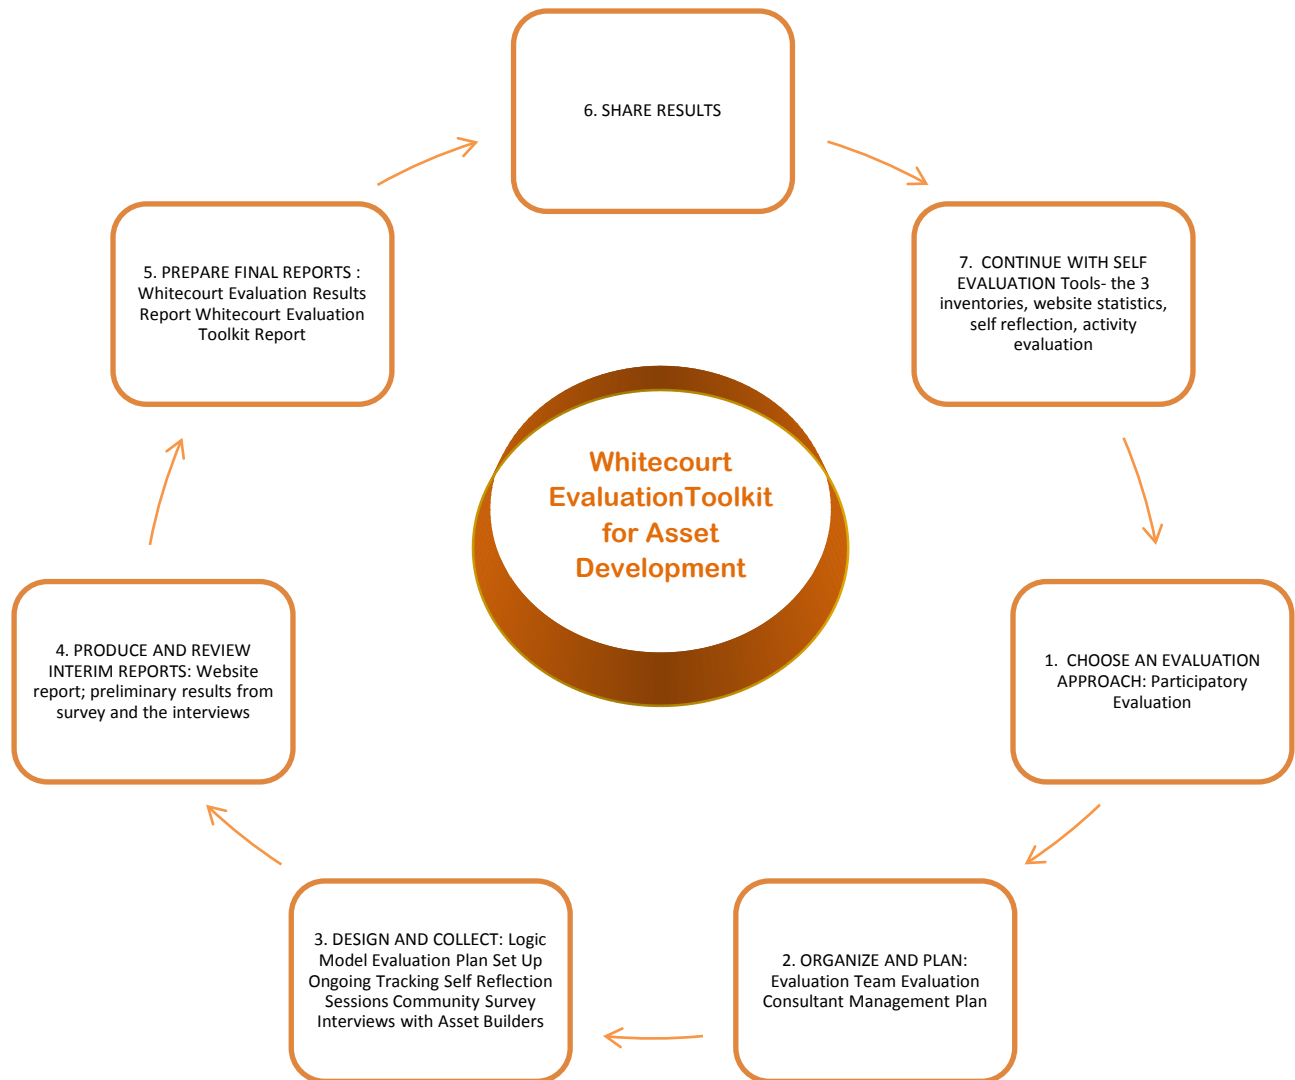 6. SHARE RESULTS
5. PREPARE FINAL REPORTS :
Whitecourt Evaluation Results
Report Whitecourt Evaluation
Toolkit Report
7.  CONTINUE WITH SELF
EVALUATION Tools- the 3
inventories, website statistics,
self reflection, activity
evaluation
Whitecourt
EvaluationToolkit
for Asset
Development
4. PRODUCE AND REVIEW
INTERIM REPORTS: Website
report; preliminary results from
survey and the interviews
1.  CHOOSE AN EVALUATION
APPROACH: Participatory
Evaluation
3. DESIGN AND COLLECT: Logic
Model Evaluation Plan Set Up
Ongoing Tracking Self Reflection
Sessions Community Survey
Interviews with Asset Builders
2. ORGANIZE AND PLAN:
Evaluation Team Evaluation
Consultant Management Plan